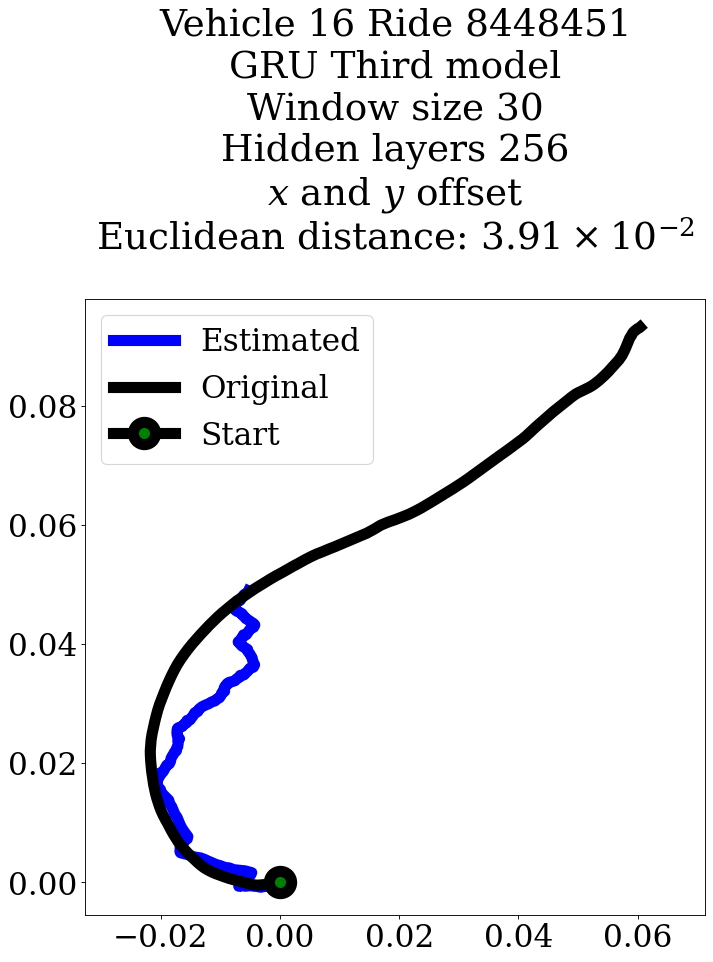 Vehicle 16 Ride 8448451
GRU Third model
Window size 30
Hidden layers 256
x and y offset
Euclidean distance: 3.91 × 10⁻²
Estimated
Original
Start
0.08
0.06
0.04
0.02
0.00
−0.02 0.00 0.02 0.04 0.06